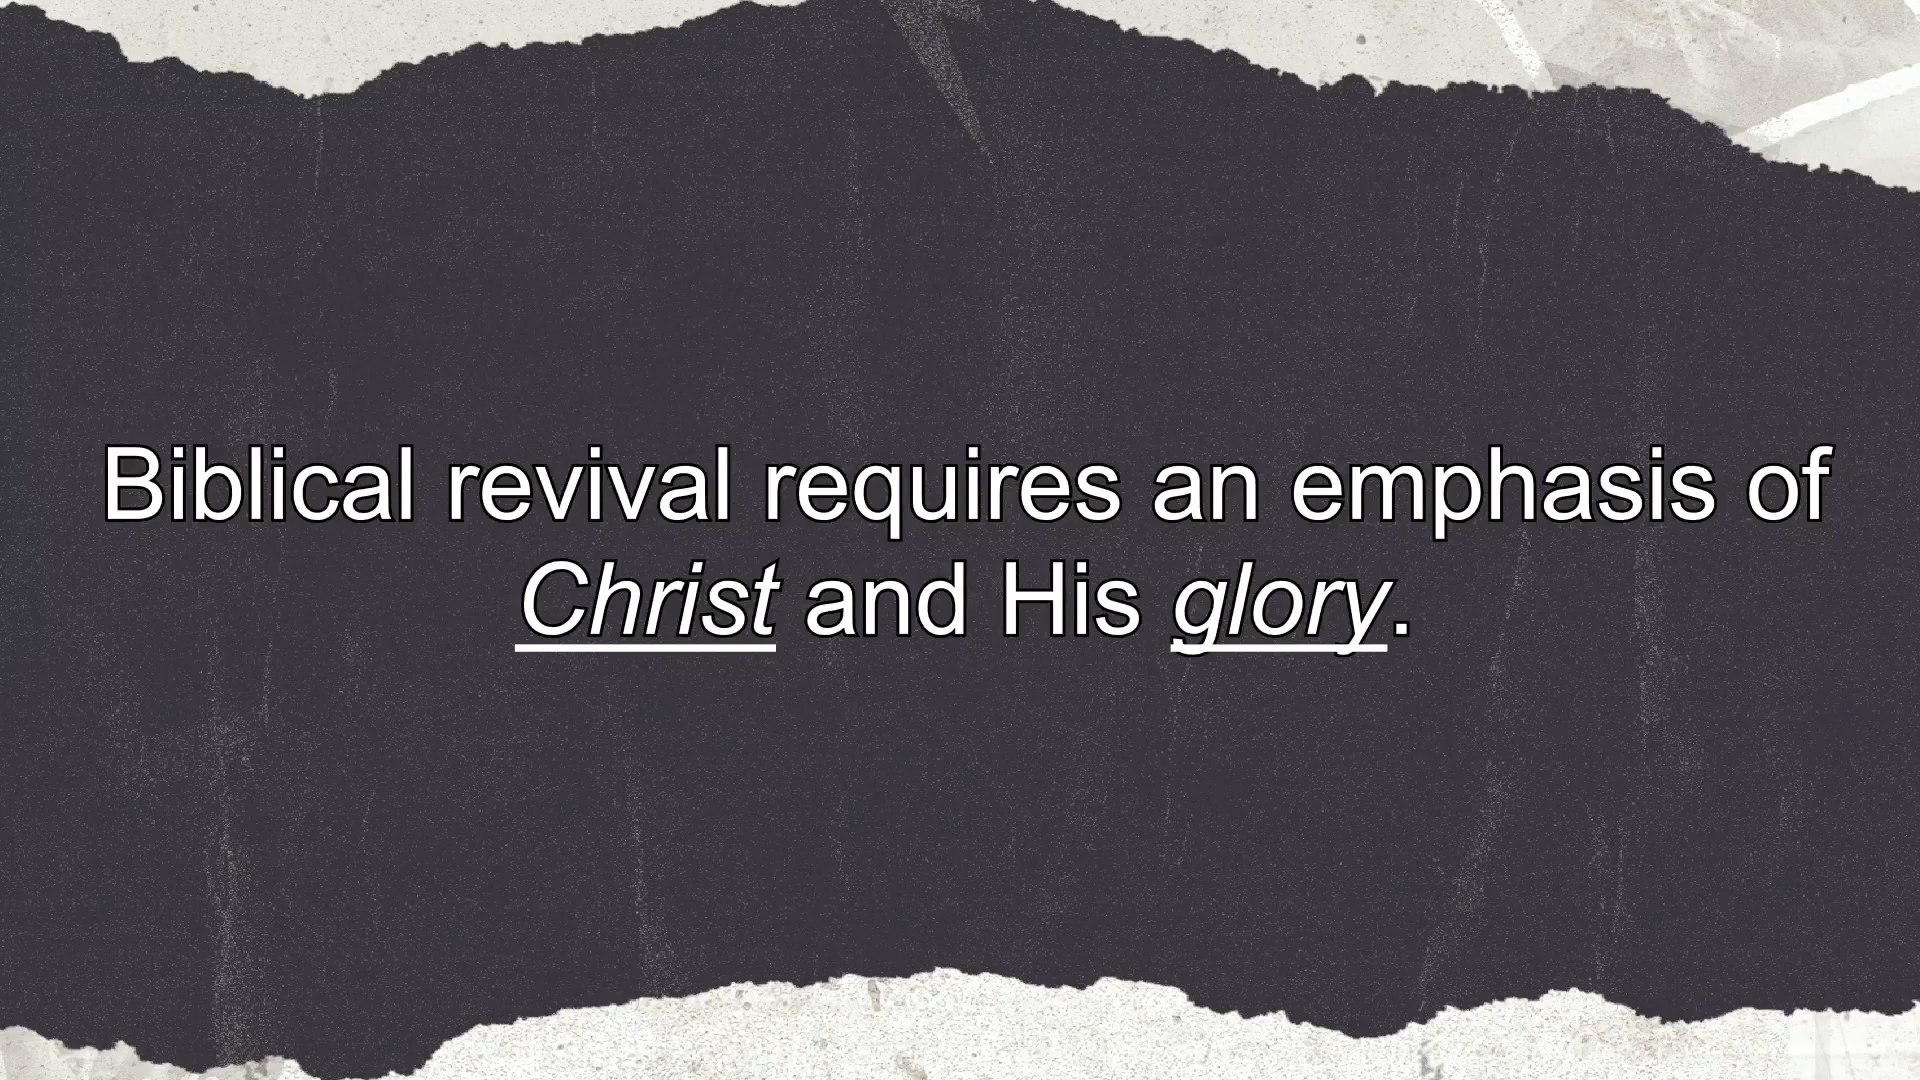 Biblical revival requires an emphasis of
Christ and His glory.